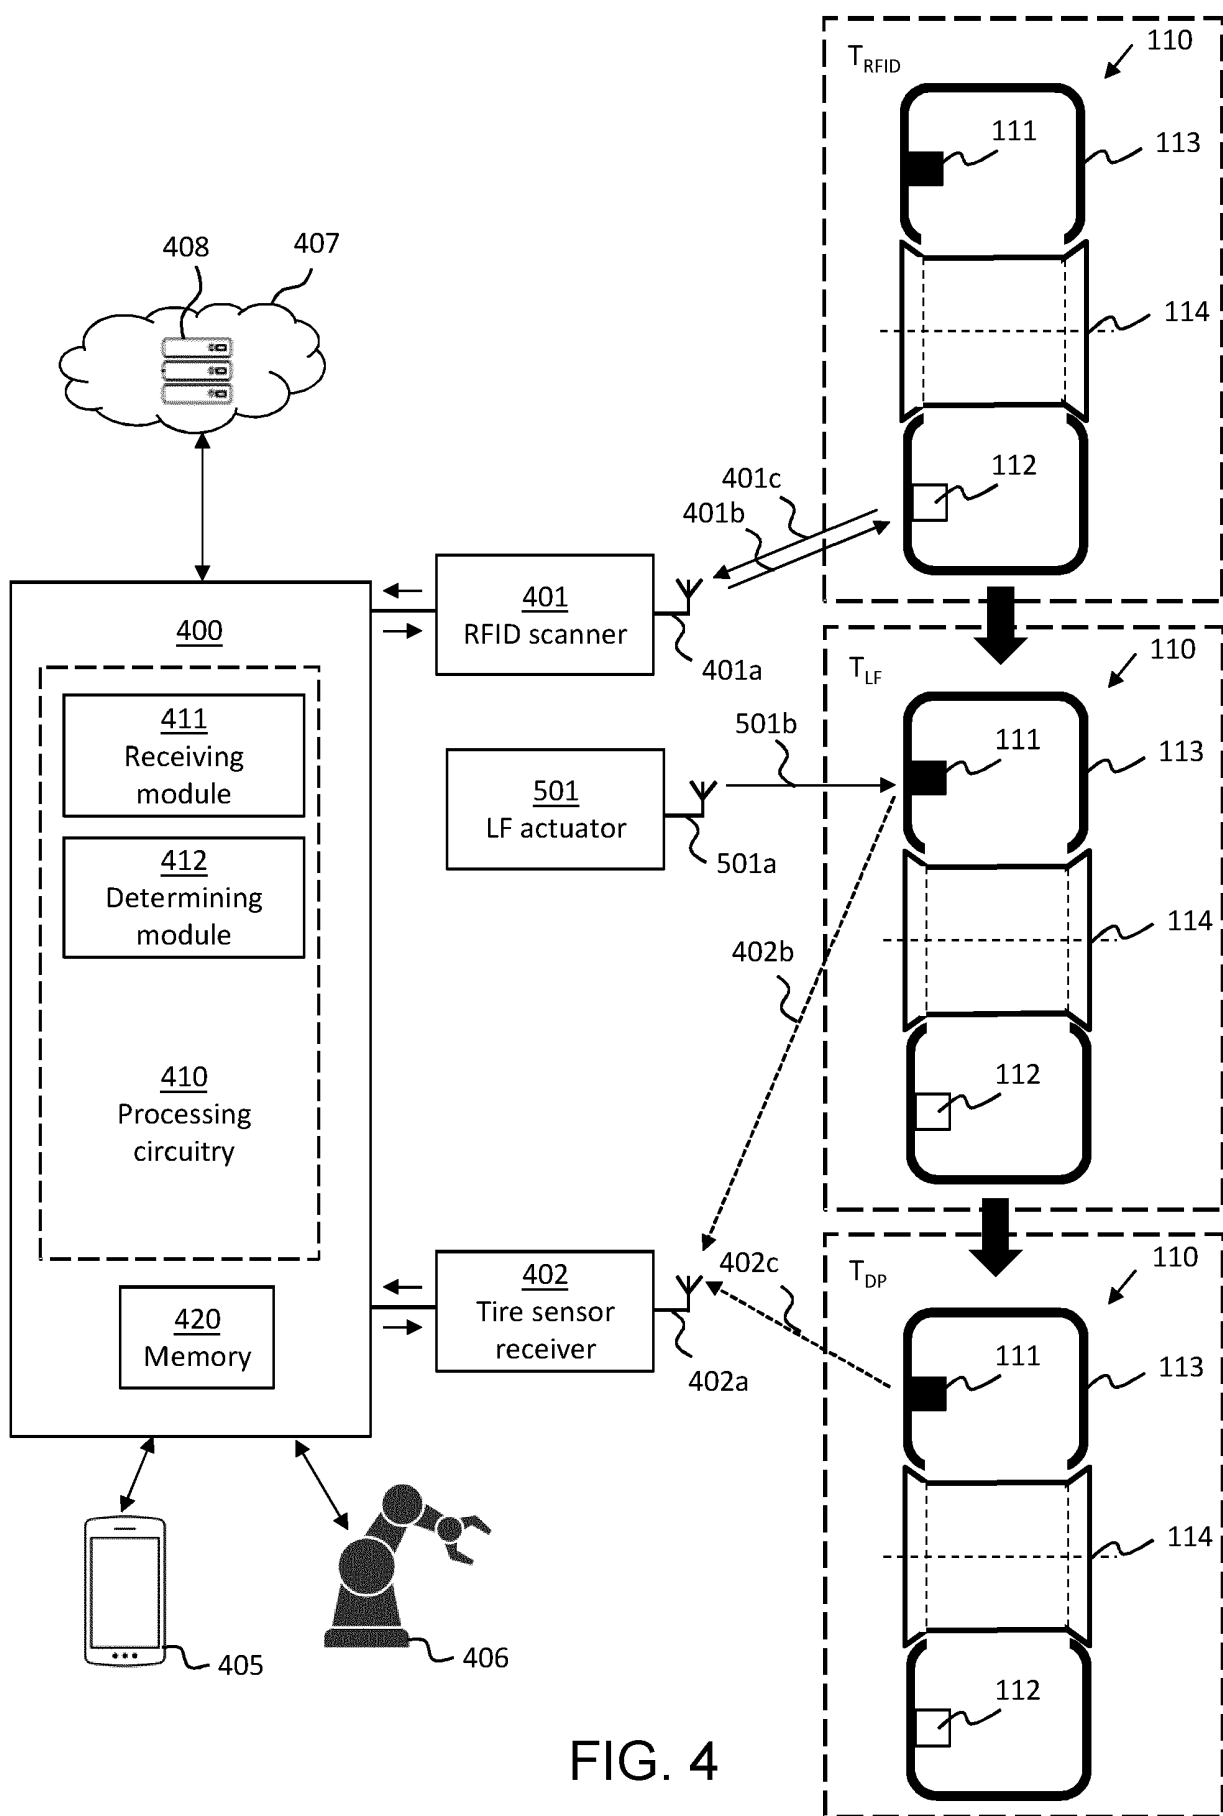 T_RFID
110
111
113
408
407
114
112
401c
401b
401
RFID scanner
401a
400
T_LF
110
111
113
411
Receiving
module
501b
501
LF actuator
501a
412
Determining
module
114
402b
112
410
Processing
circuitry
T_DP
110
402c
402
Tire sensor
receiver
402a
111
113
420
Memory
114
405
406
112
FIG. 4